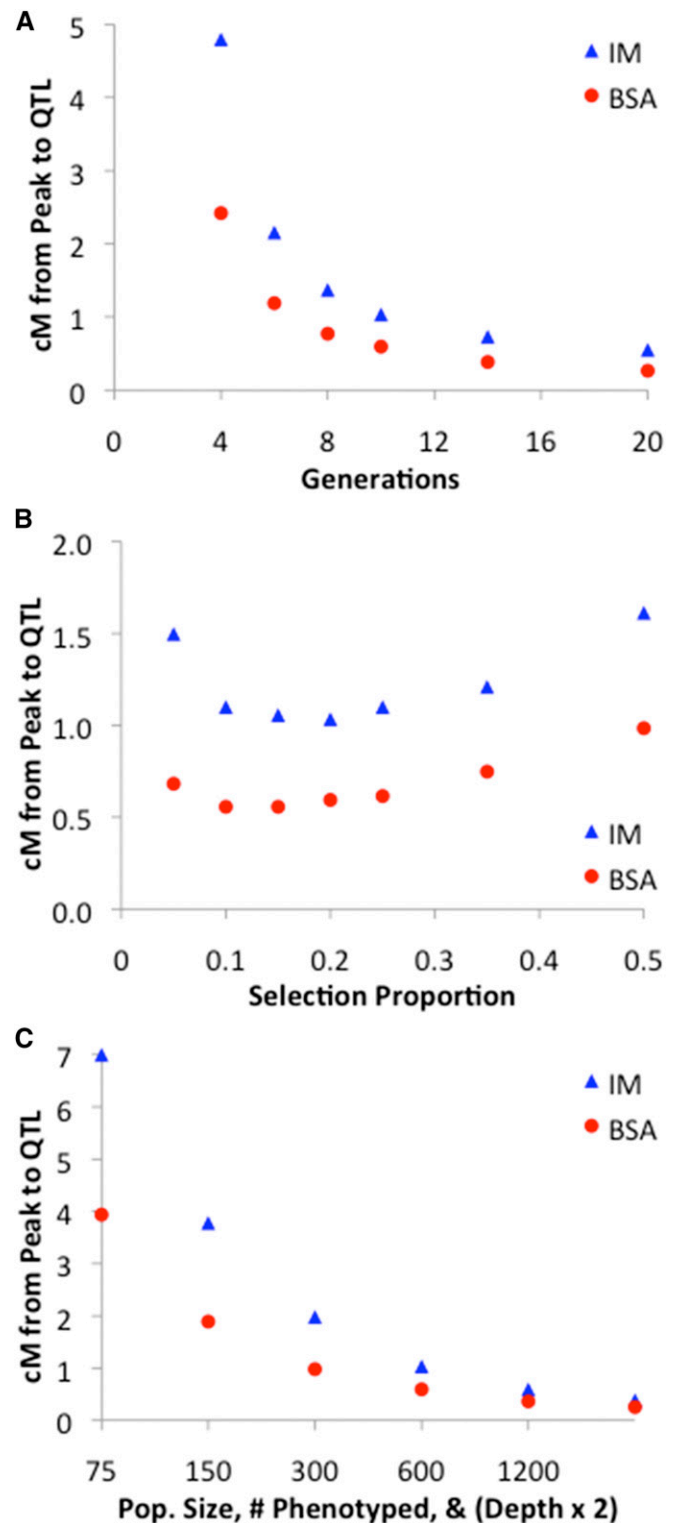 A
cM from Peak to QTL
5
4
3
2
1
0
IM
BSA
0 4 8 12 16 20
Generations
B
cM from Peak to QTL
2.0
1.5
1.0
0.5
0.0
IM
BSA
0 0.1 0.2 0.3 0.4 0.5
Selection Proportion
C
cM from Peak to QTL
7
6
5
4
3
2
1
0
IM
BSA
75 150 300 600 1200
Pop. Size, # Phenotyped, & (Depth x 2)